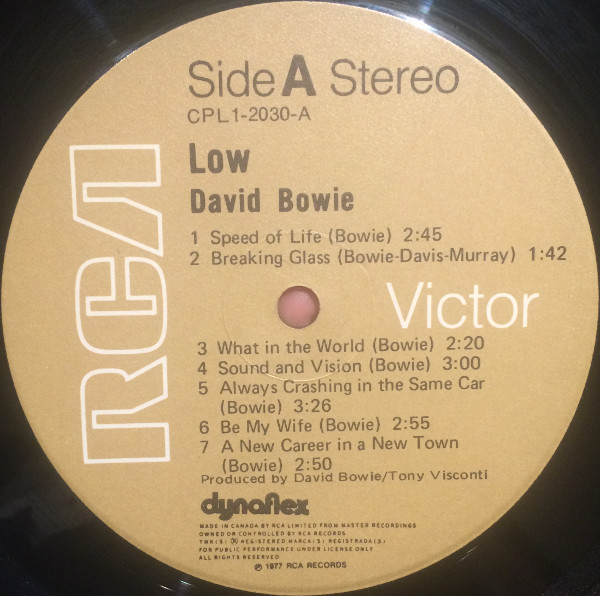 Side A Stereo
CPL1-2030-A
Low
David Bowie
1 Speed of Life (Bowie) 2:45
2 Breaking Glass (Bowie-Davis-Murray) 1:42
RCA
Victor
3 What in the World (Bowie) 2:20
4 Sound and Vision (Bowie) 3:00
5 Always Crashing in the Same Car
(Bowie) 3:26
6 Be My Wife (Bowie) 2:55
7 A New Career in a New Town
(Bowie) 2:50
Produced by David Bowie/Tony Visconti
dynaflex
MADE IN CANADA BY RCA LIMITED FROM MASTER RECORDINGS
OWNED OR CONTROLLED BY RCA RECORDS
TMK(S) ® REGISTERED.MARCA(S) REGISTRADA(S)
FOR PUBLIC PERFORMANCE UNDER LICENSE ONLY
ALL RIGHTS RESERVED
℗ 1977 RCA RECORDS